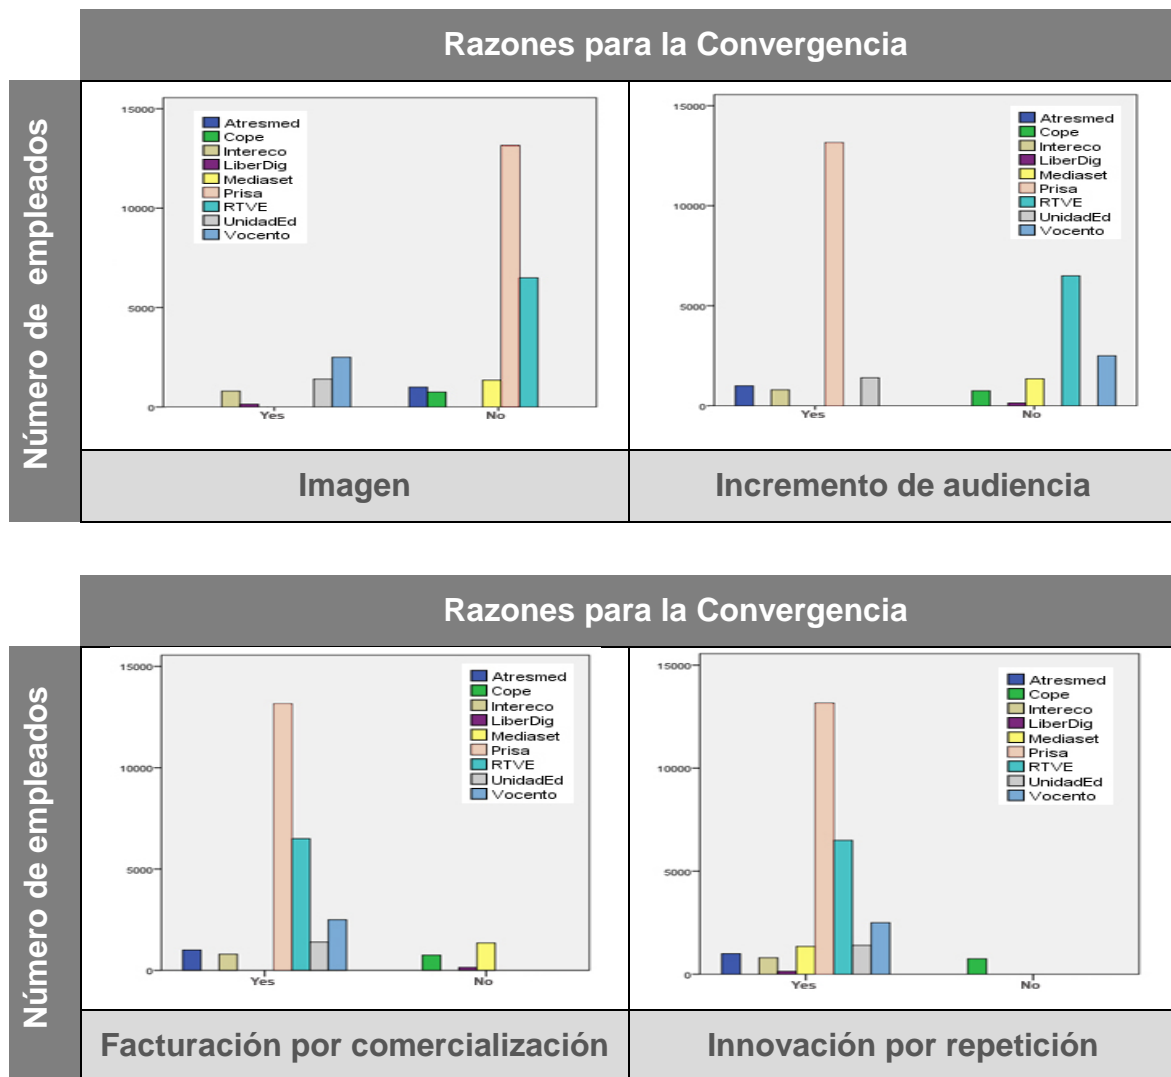 Razones para la Convergencia
Número de empleados
15000
10000
5000
0
Atresmed
Cope
Intereco
LiberDig
Mediaset
Prisa
RTVE
UnidadEd
Vocento
Yes
No
15000
10000
5000
0
Atresmed
Cope
Intereco
LiberDig
Mediaset
Prisa
RTVE
UnidadEd
Vocento
Yes
No
Imagen
Incremento de audiencia
Razones para la Convergencia
Número de empleados
15000
10000
5000
0
Atresmed
Cope
Intereco
LiberDig
Mediaset
Prisa
RTVE
UnidadEd
Vocento
Yes
No
15000
10000
5000
0
Atresmed
Cope
Intereco
LiberDig
Mediaset
Prisa
RTVE
UnidadEd
Vocento
Yes
No
Facturación por comercialización
Innovación por repetición